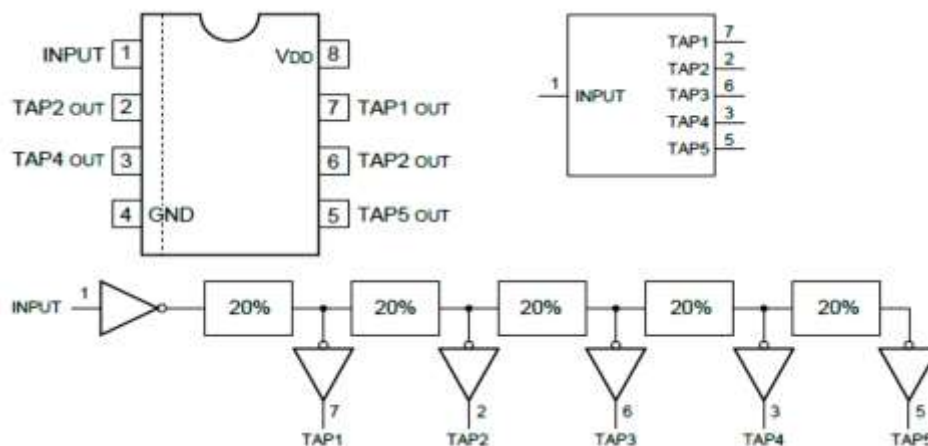 INPUT 1 VDD 8
TAP2 OUT 2 7 TAP1 OUT
TAP4 OUT 3 6 TAP2 OUT
4 GND 5 TAP5 OUT
1 INPUT
TAP1 7
TAP2 2
TAP3 6
TAP4 3
TAP5 5
INPUT 1 20% 20% 20% 20% 20%
7 2 6 3 5
TAP1 TAP2 TAP3 TAP4 TAP5